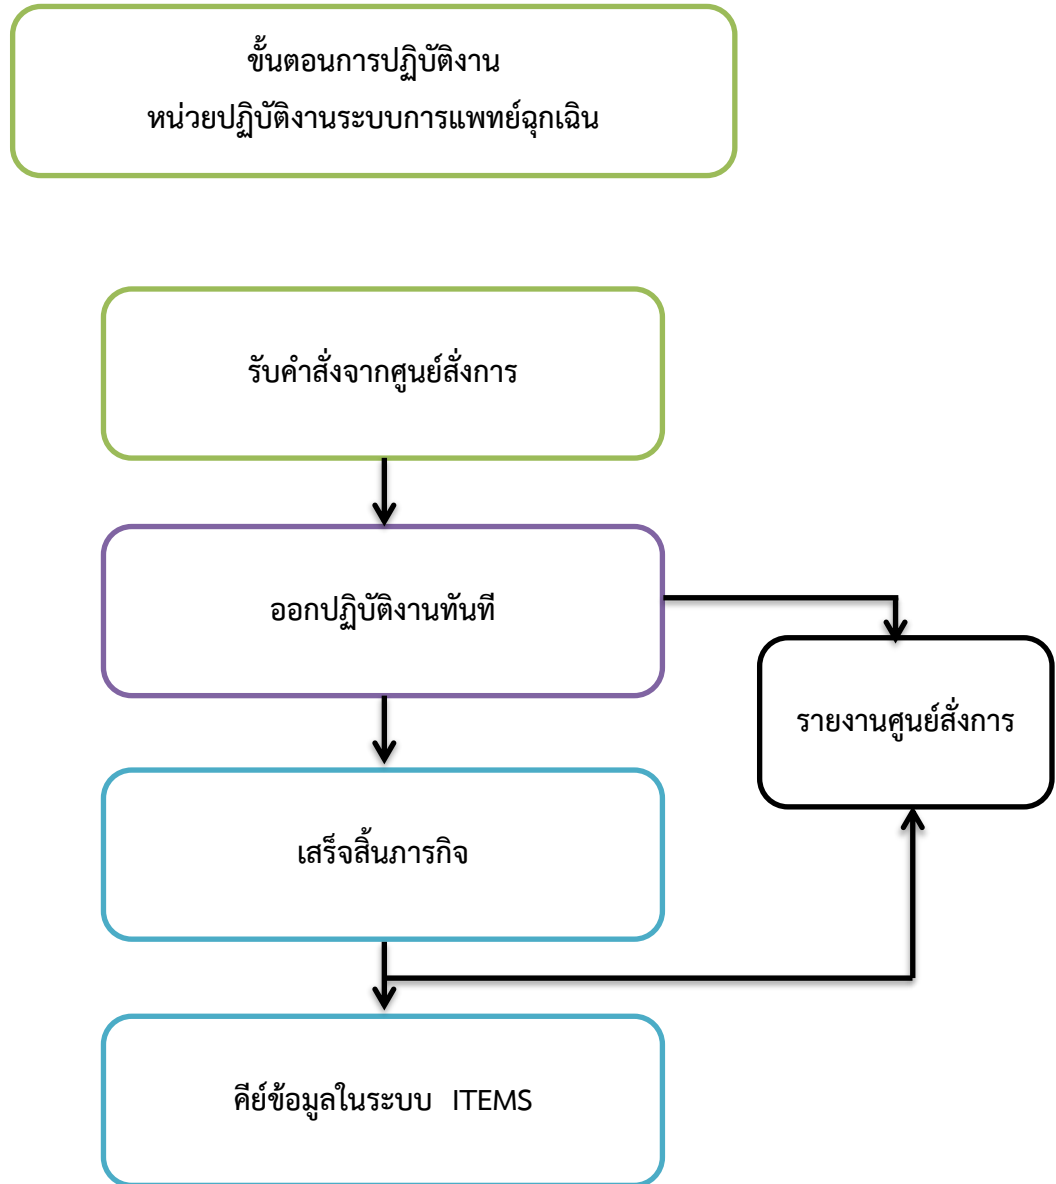 ขั้นตอนการปฏิบัติงาน
หน่วยปฏิบัติงานระบบการแพทย์ฉุกเฉิน
รับคำสั่งจากศูนย์สั่งการ
ออกปฏิบัติงานทันที
รายงานศูนย์สั่งการ
เสร็จสิ้นภารกิจ
คีย์ข้อมูลในระบบ ITEMS